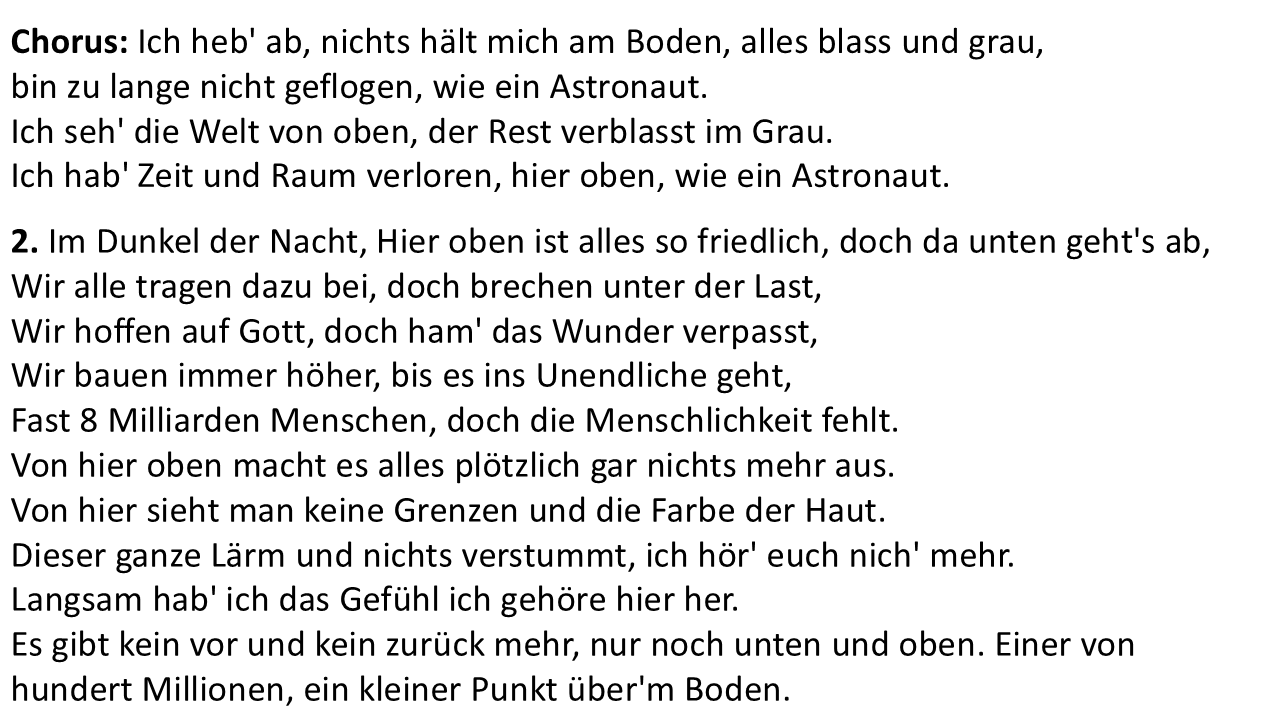 Chorus: Ich heb' ab, nichts hält mich am Boden, alles blass und grau,
bin zu lange nicht geflogen, wie ein Astronaut.
Ich seh' die Welt von oben, der Rest verblasst im Grau.
Ich hab' Zeit und Raum verloren, hier oben, wie ein Astronaut.
2. Im Dunkel der Nacht, Hier oben ist alles so friedlich, doch da unten geht's ab,
Wir alle tragen dazu bei, doch brechen unter der Last,
Wir hoffen auf Gott, doch ham' das Wunder verpasst,
Wir bauen immer höher, bis es ins Unendliche geht,
Fast 8 Milliarden Menschen, doch die Menschlichkeit fehlt.
Von hier oben macht es alles plötzlich gar nichts mehr aus.
Von hier sieht man keine Grenzen und die Farbe der Haut.
Dieser ganze Lärm und nichts verstummt, ich hör' euch nich' mehr.
Langsam hab' ich das Gefühl ich gehöre hier her.
Es gibt kein vor und kein zurück mehr, nur noch unten und oben. Einer von
hundert Millionen, ein kleiner Punkt über'm Boden.